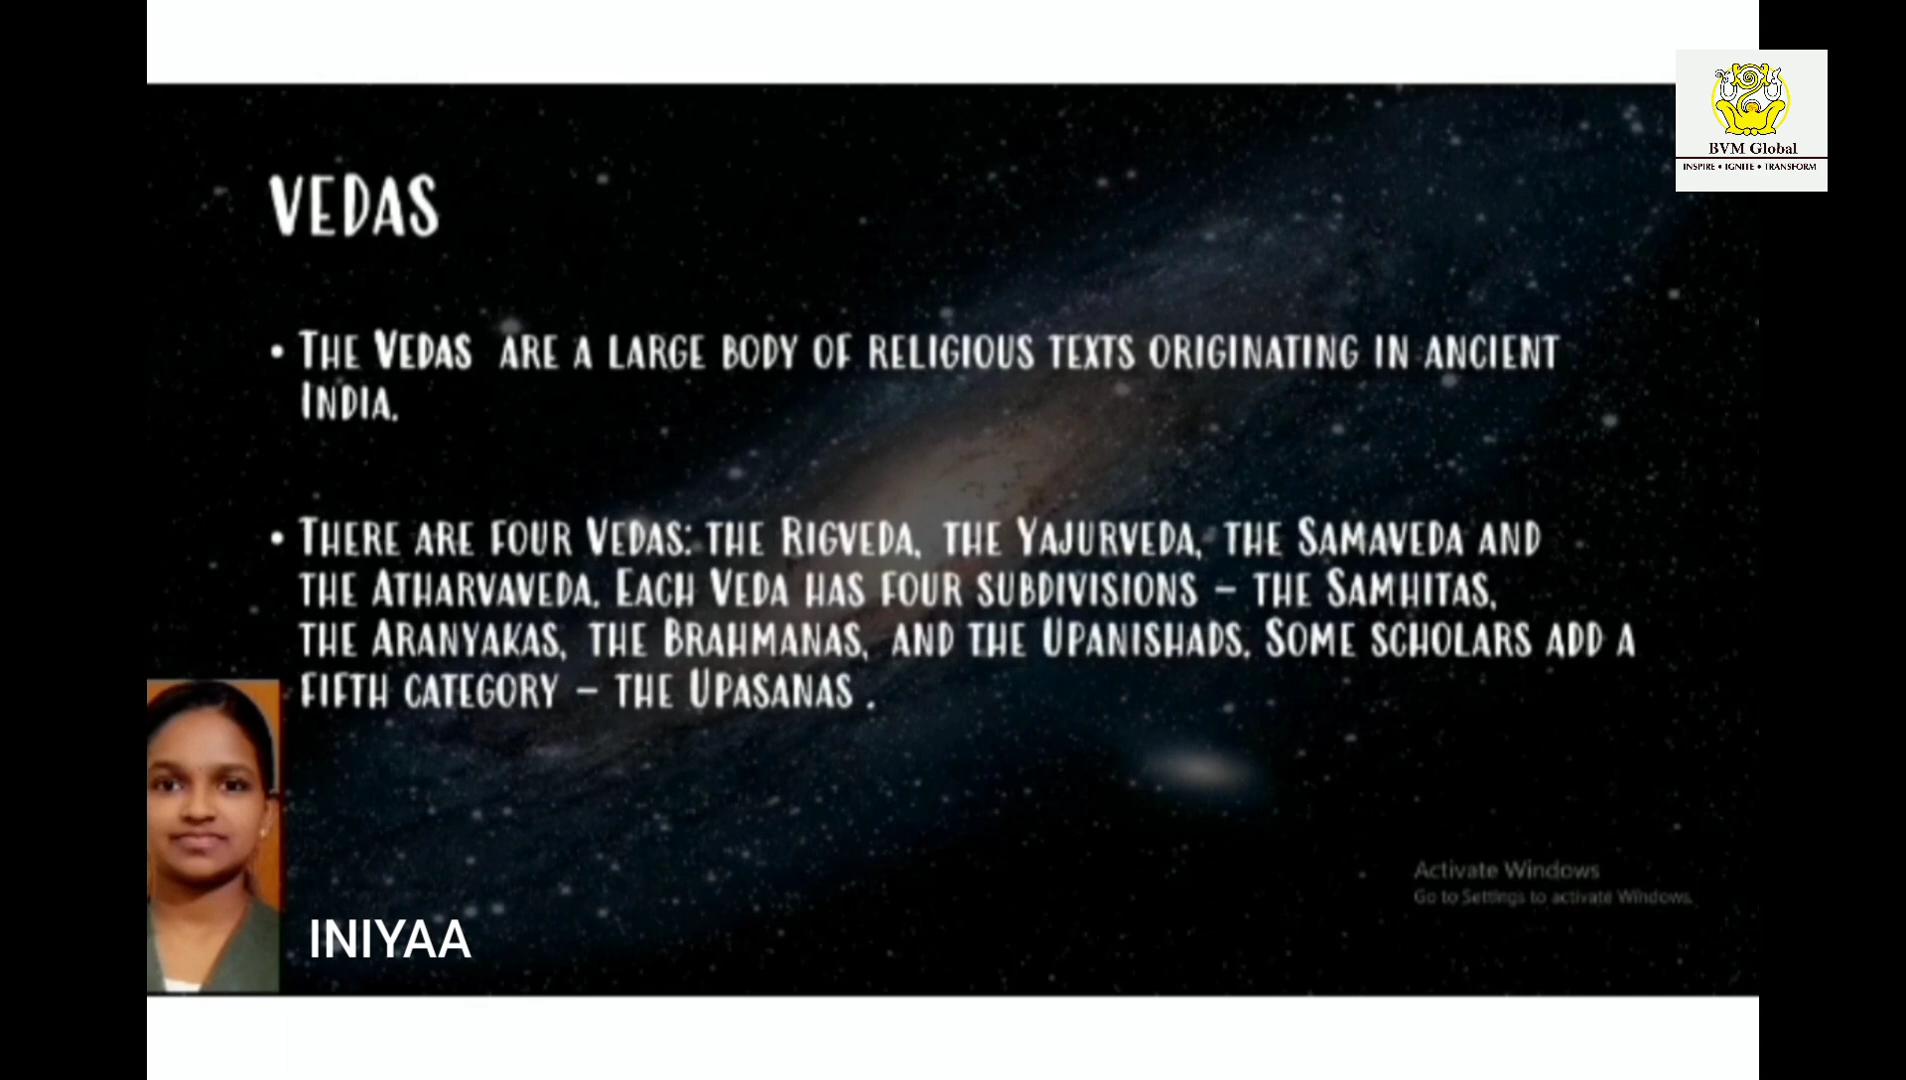 BVM Global
INSPIRE • IGNITE • TRANSFORM
VEDAS
• THE VEDAS ARE A LARGE BODY OF RELIGIOUS TEXTS ORIGINATING IN ANCIENT
INDIA.
• THERE ARE FOUR VEDAS: THE RIGVEDA, THE YAJURVEDA, THE SAMAVEDA AND
THE ATHARVAVEDA. EACH VEDA HAS FOUR SUBDIVISIONS – THE SAMHITAS,
THE ARANYAKAS, THE BRAHMANAS, AND THE UPANISHADS. SOME SCHOLARS ADD A
FIFTH CATEGORY – THE UPASANAS .
Activate Windows
Go to Settings to activate Windows.
INIYAA